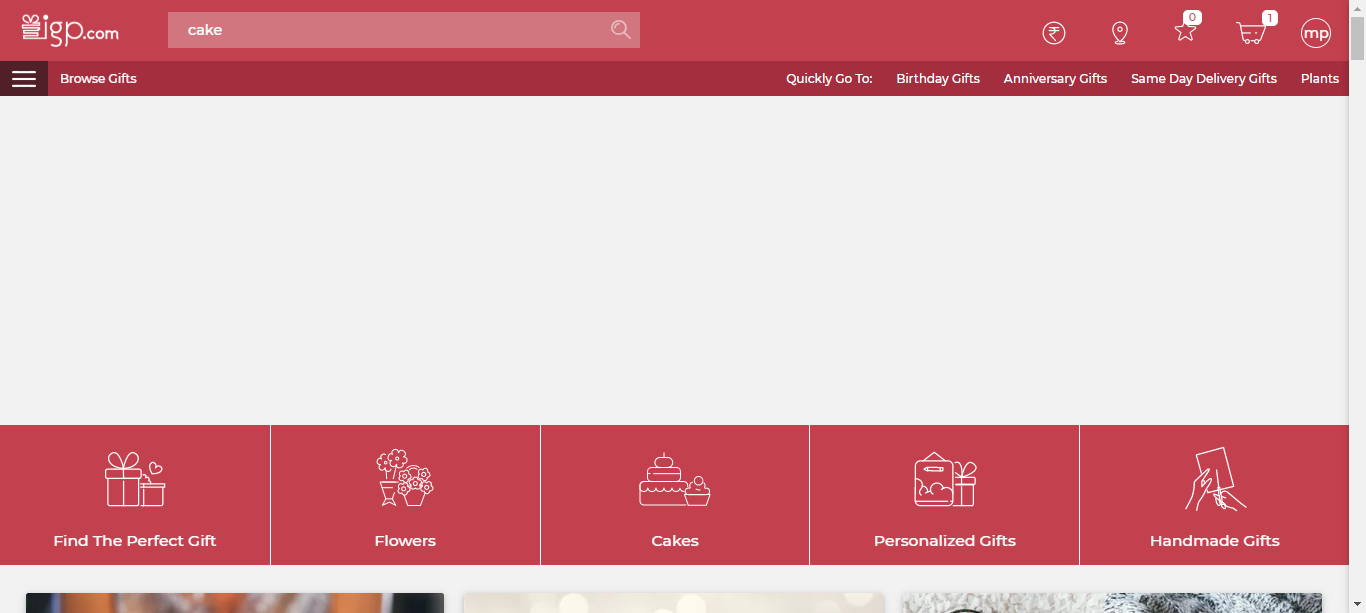 igp.com
cake
0
1
mp
Browse Gifts
Quickly Go To:
Birthday Gifts
Anniversary Gifts
Same Day Delivery Gifts
Plants
Find The Perfect Gift
Flowers
Cakes
Personalized Gifts
Handmade Gifts